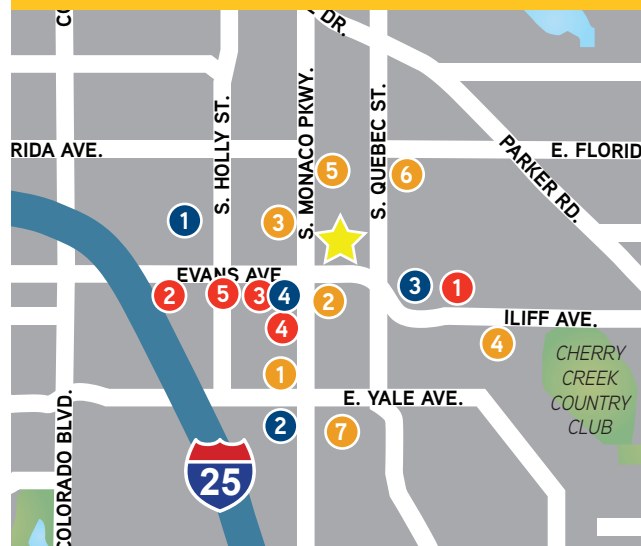 CO
E DR.
S. HOLLY ST.
S. MONACO PKWY.
S. QUEBEC ST.
RIDA AVE.
E. FLORID
PARKER RD.
5
6
1
3
EVANS AVE
2
5
3
4
2
3
1
4
ILIFF AVE.
4
CHERRY
CREEK
COUNTRY
CLUB
1
E. YALE AVE.
COLORADO BLVD.
2
7
25